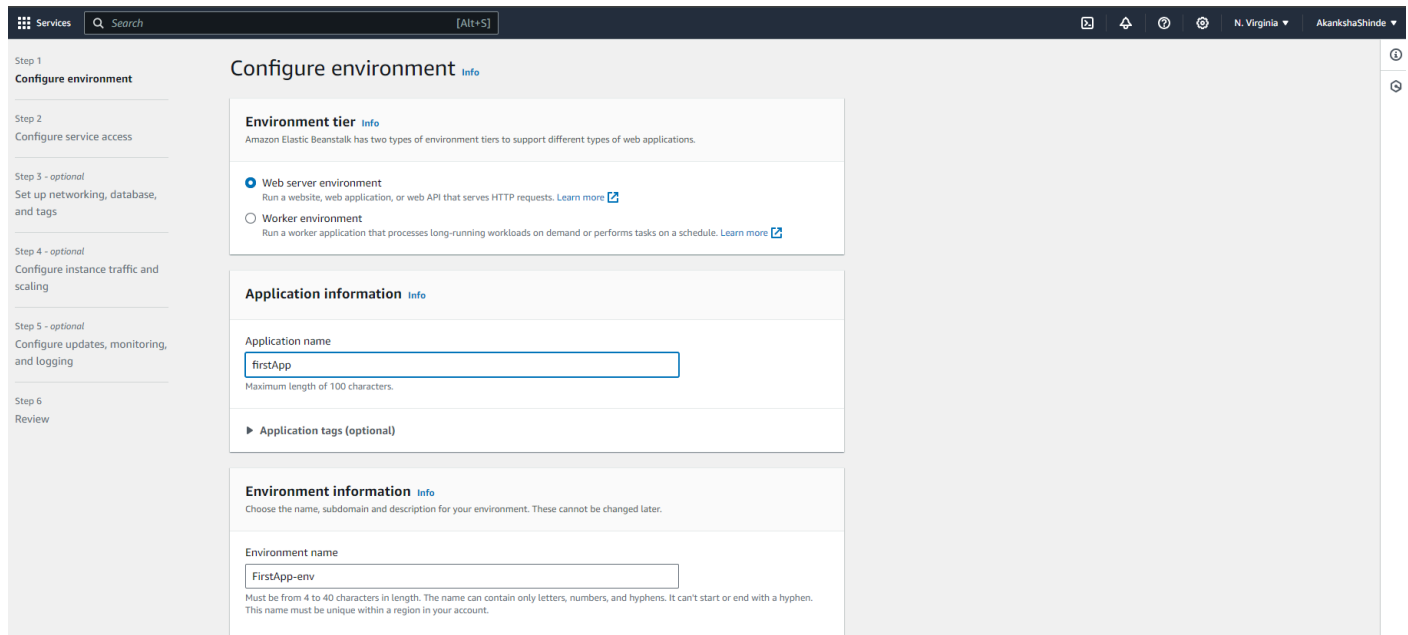 Services
Search
[Alt+S]
N. Virginia
AkankshaShinde
Step 1
Configure environment
Step 2
Configure service access
Step 3 - optional
Set up networking, database,
and tags
Step 4 - optional
Configure instance traffic and
scaling
Step 5 - optional
Configure updates, monitoring,
and logging
Step 6
Review
Configure environment Info
Environment tier Info
Amazon Elastic Beanstalk has two types of environment tiers to support different types of web applications.
Web server environment
Run a website, web application, or web API that serves HTTP requests. Learn more
Worker environment
Run a worker application that processes long-running workloads on demand or performs tasks on a schedule. Learn more
Application information Info
Application name
firstApp
Maximum length of 100 characters.
Application tags (optional)
Environment information Info
Choose the name, subdomain and description for your environment. These cannot be changed later.
Environment name
FirstApp-env
Must be from 4 to 40 characters in length. The name can contain only letters, numbers, and hyphens. It can't start or end with a hyphen.
This name must be unique within a region in your account.